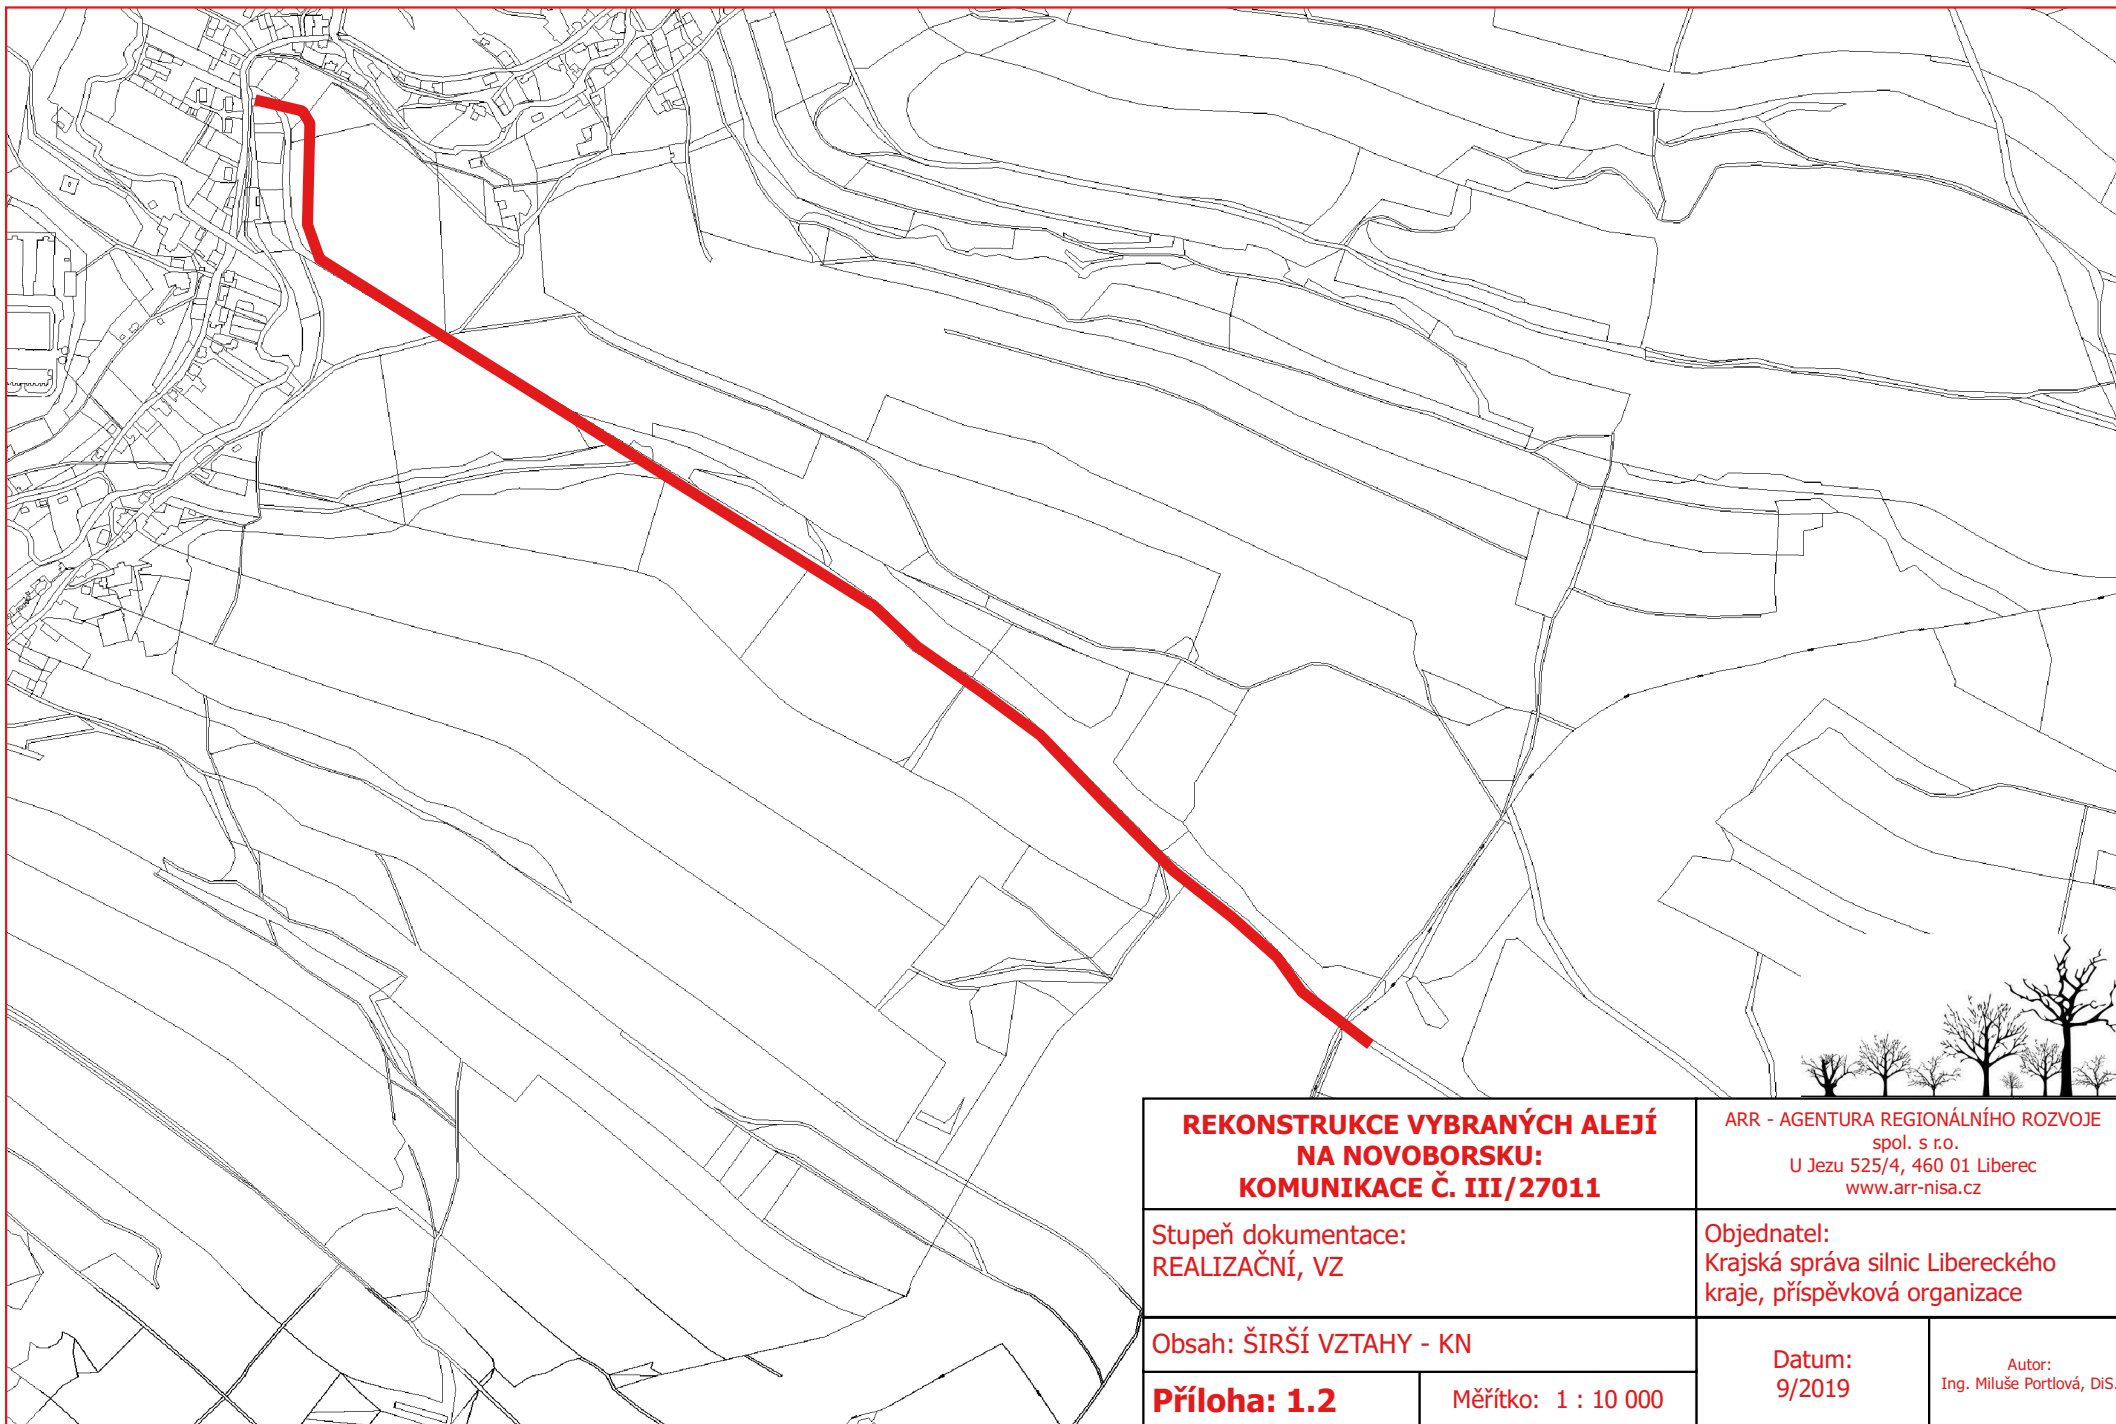 REKONSTRUKCE VYBRANÝCH ALEJÍ
NA NOVOBORSKU:
KOMUNIKACE Č. III/27011
ARR - AGENTURA REGIONÁLNÍHO ROZVOJE
spol. s r.o.
U Jezu 525/4, 460 01 Liberec
www.arr-nisa.cz
Stupeň dokumentace:
REALIZAČNÍ, VZ
Objednatel:
Krajská správa silnic Libereckého
kraje, příspěvková organizace
Obsah: ŠIRŠÍ VZTAHY - KN
Příloha: 1.2
Měřítko: 1 : 10 000
Datum:
9/2019
Autor:
Ing. Miluše Portlová, DiS.